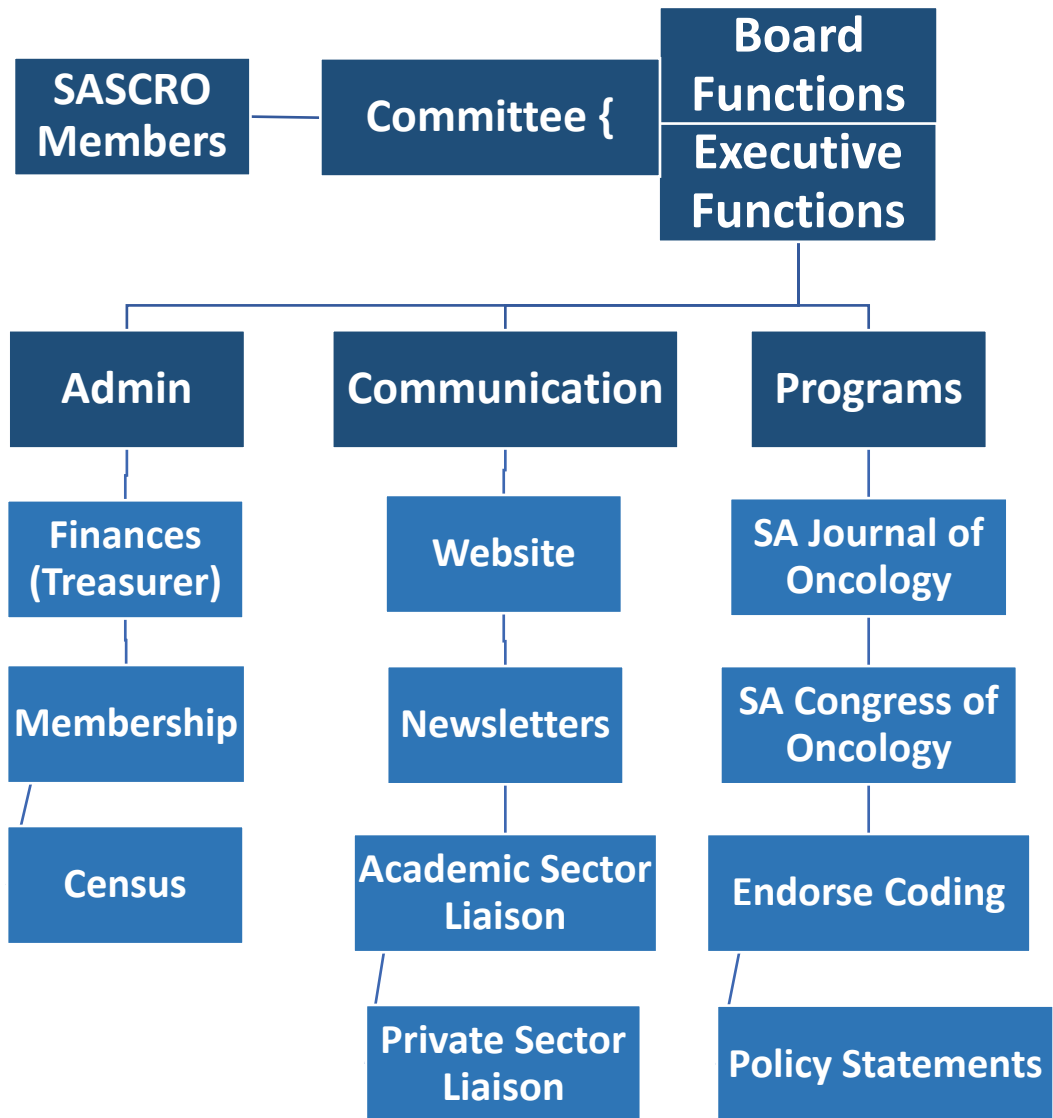 SASCRO
Members
Committee {
Board
Functions
Executive
Functions
Admin
Communication
Programs
Finances
(Treasurer)
Website
SA Journal of
Oncology
Membership
Newsletters
SA Congress of
Oncology
Census
Academic Sector
Liaison
Endorse Coding
Private Sector
Liaison
Policy Statements